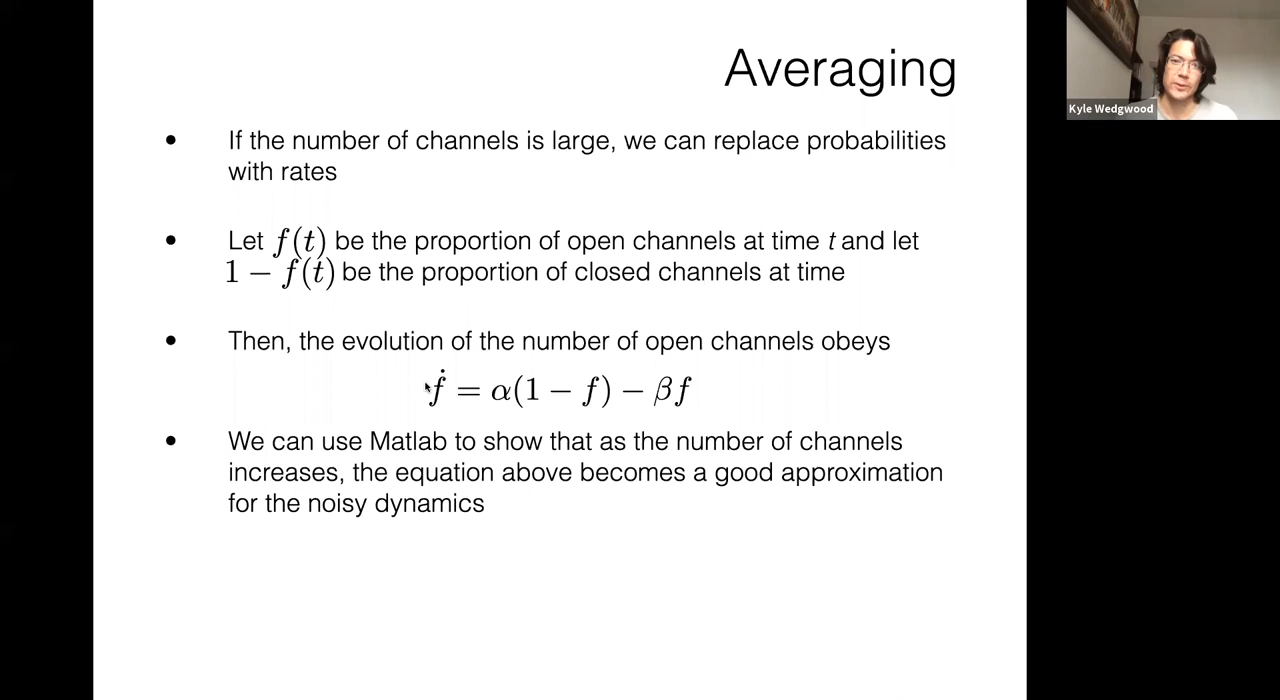 Averaging
• If the number of channels is large, we can replace probabilities
with rates
• Let f(t) be the proportion of open channels at time t and let
1 − f(t) be the proportion of closed channels at time
• Then, the evolution of the number of open channels obeys
ḟ = α(1 − f) − βf
• We can use Matlab to show that as the number of channels
increases, the equation above becomes a good approximation
for the noisy dynamics
Kyle Wedgwood